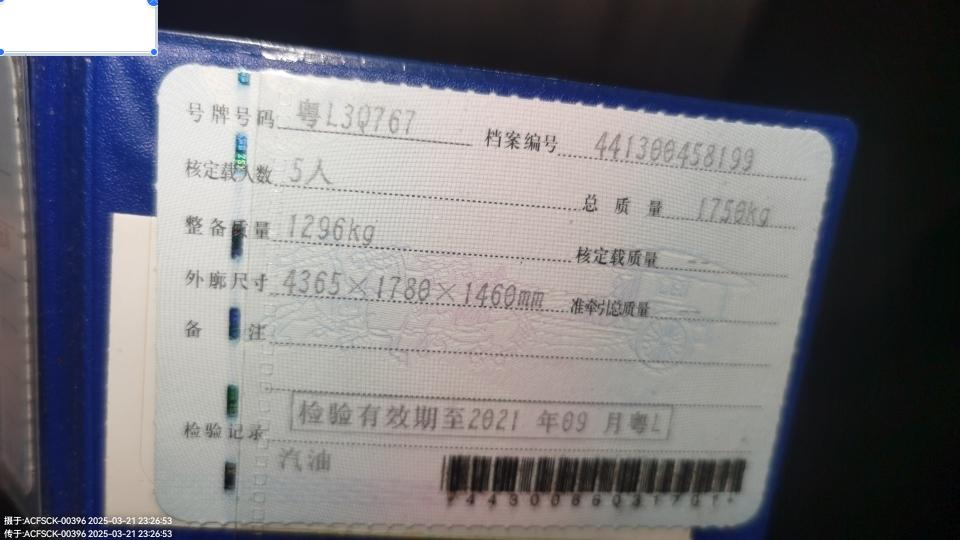 号牌号码 粤L3Q767 档案编号 441300458199
核定载人数 5人 总质量 1750kg
整备质量 1296kg 核定载质量
外廓尺寸 4365×1780×1460mm 准牵引总质量
备注
检验记录 检验有效期至2021 年09 月粤L
汽油
摄于:ACFSCK-00396 2025-03-21 23:26:53
传于:ACFSCK-00396 2025-03-21 23:26:53